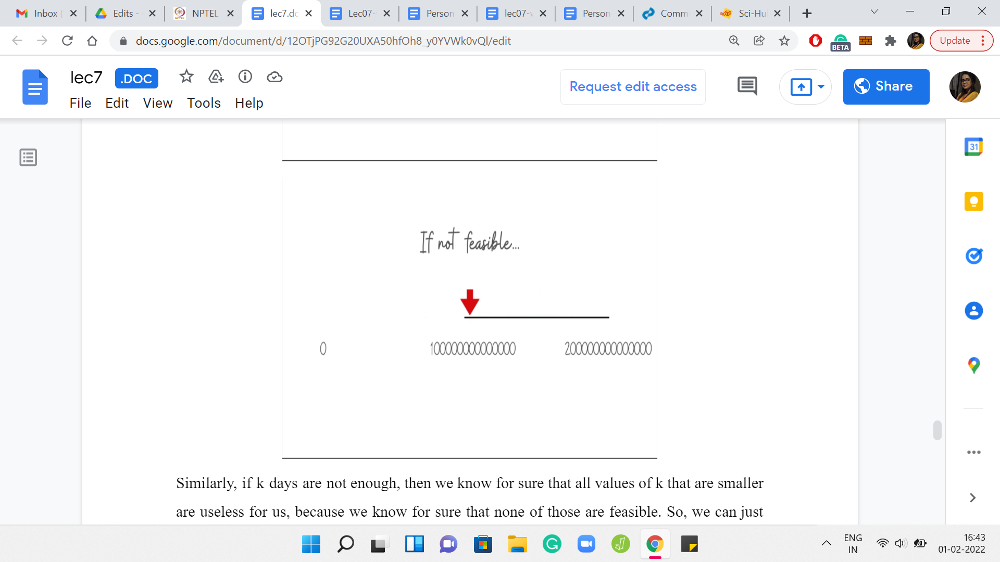 Inbox (
Edits -
NPTEL
lec7.dc
Lec07-
Person
lec07-v
Person
Comm
Sci-Hu
docs.google.com/document/d/12OTjPG92G20UXA50hfOh8_y0YVWk0vQl/edit
BETA
Update
lec7 .DOC
Request edit access
Share
File Edit View Tools Help
31
If not feasible...
0 100000000000000 200000000000000
Similarly, if k days are not enough, then we know for sure that all values of k that are smaller
are useless for us, because we know for sure that none of those are feasible. So, we can just
ENG
IN
16:43
01-02-2022